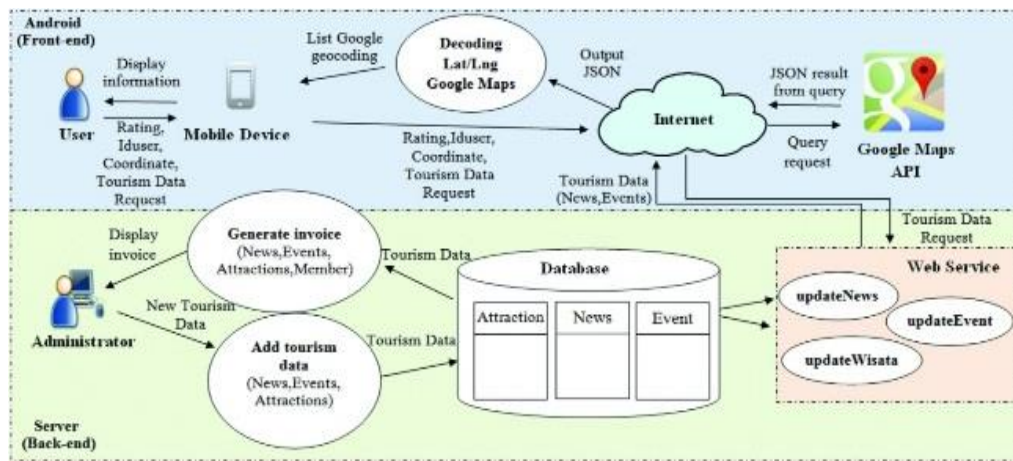 Android
(Front-end)
Display
information
User
Rating,
Iduser,
Coordinate,
Tourism Data
Request
Mobile Device
List Google
geocoding
Decoding
Lat/Lng
Google Maps
Output
JSON
Rating,Iduser,
Coordinate,
Tourism Data
Request
Internet
JSON result
from query
Query
request
Google Maps
API
Tourism Data
(News,Events)
Tourism Data
Request
Display
invoice
Generate invoice
(News,Events,
Attractions,Member)
Tourism Data
Administrator
New Tourism
Data
Add tourism
data
(News,Events,
Attractions)
Tourism Data
Database
Attraction
News
Event
Web Service
updateNews
updateEvent
updateWisata
Server
(Back-end)